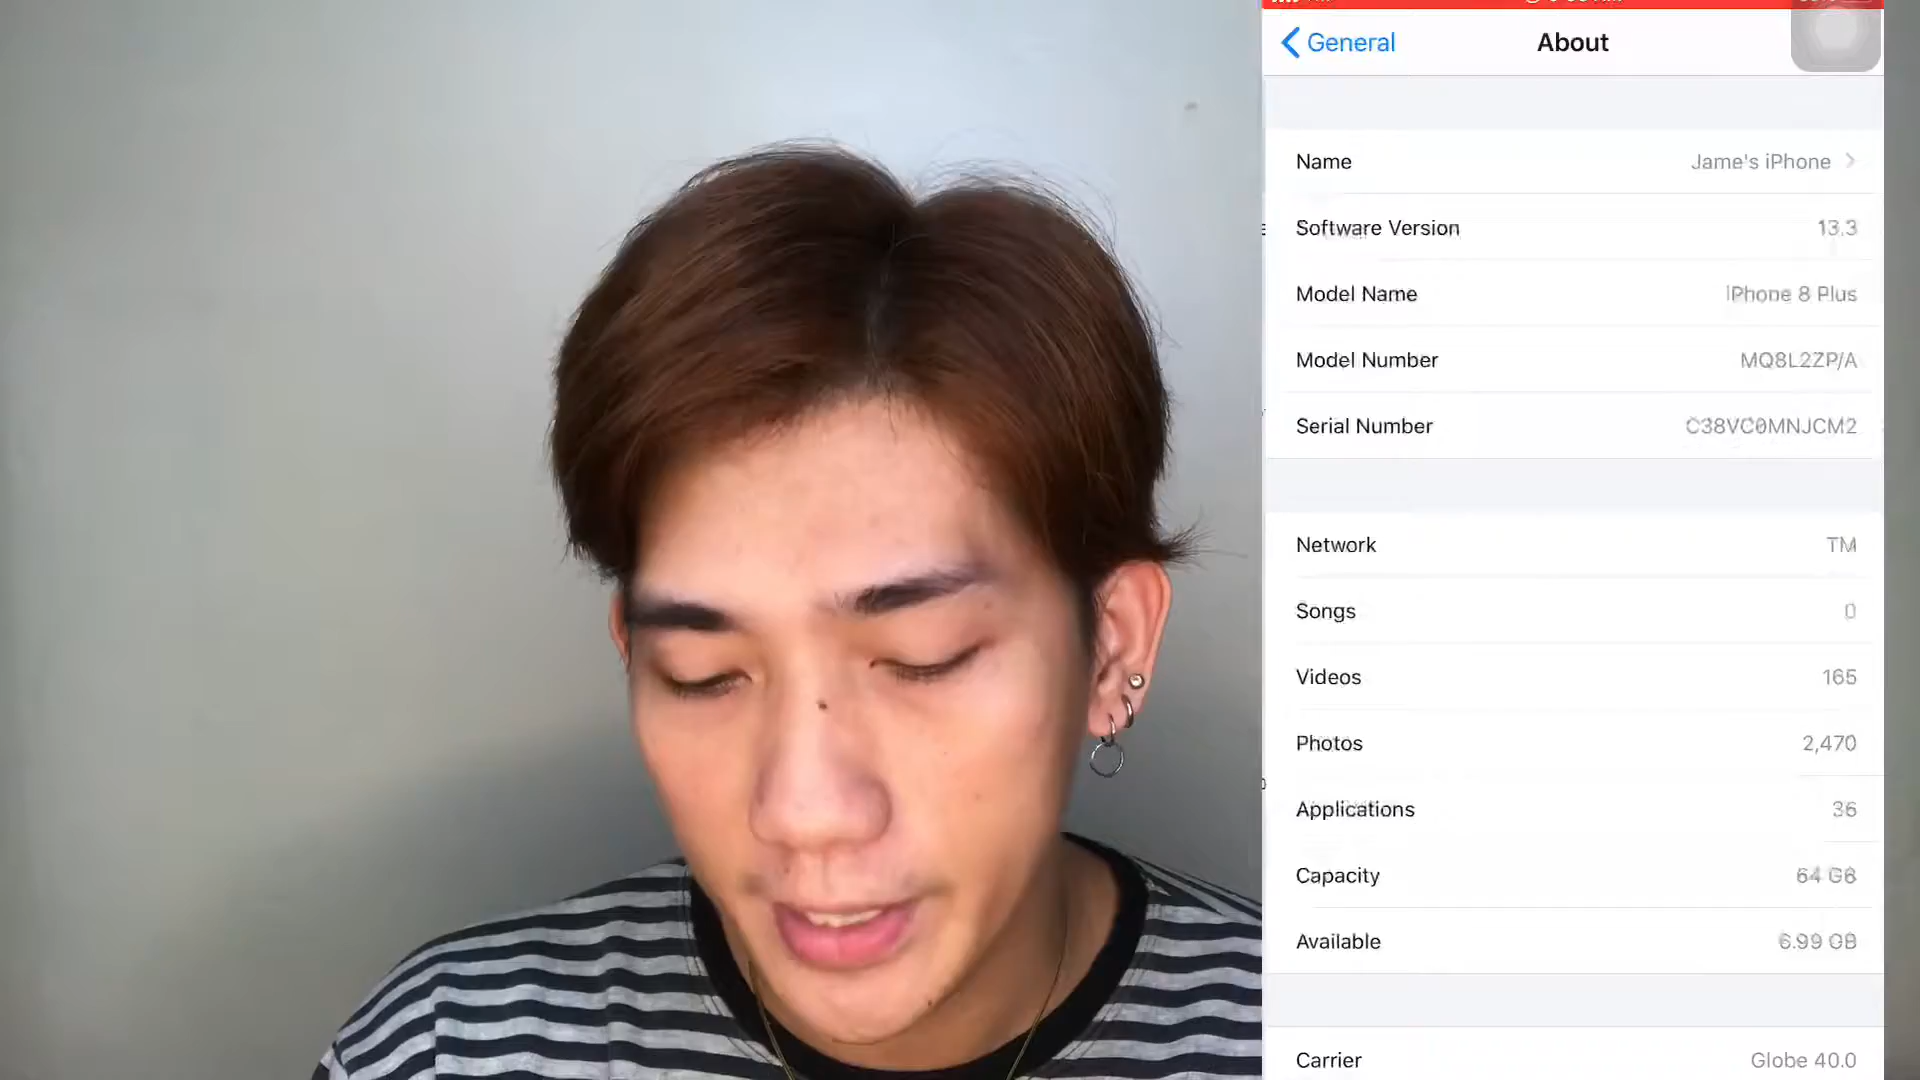 General
About
Name Jame's iPhone
Software Version 13.3
Model Name iPhone 8 Plus
Model Number MQ8L2ZP/A
Serial Number C38VC0MNJCM2
Network TM
Songs 0
Videos 165
Photos 2,470
Applications 36
Capacity 64 GB
Available 6.99 GB
Carrier Globe 40.0